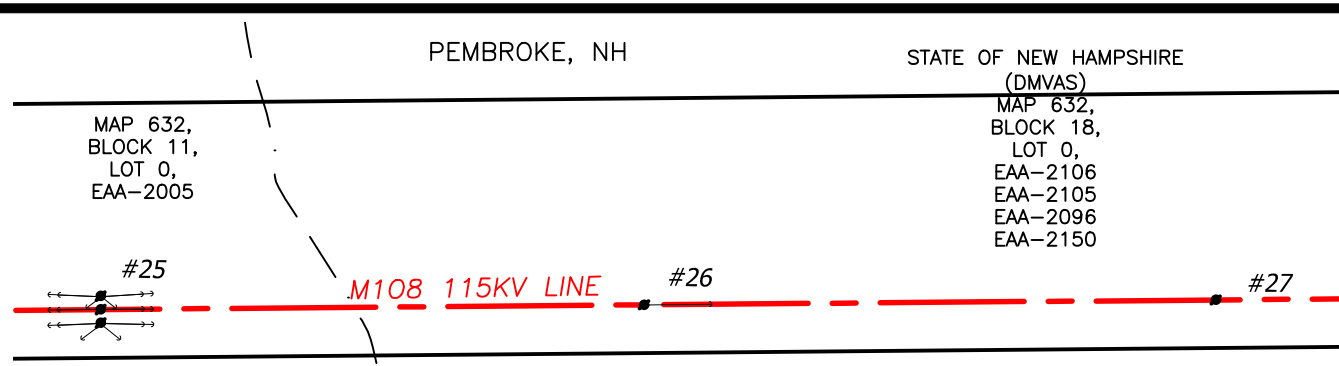 PEMBROKE, NH
STATE OF NEW HAMPSHIRE
(DMVAS)
MAP 632,
BLOCK 18,
LOT 0,
EAA-2106
EAA-2105
EAA-2096
EAA-2150
MAP 632,
BLOCK 11,
LOT 0,
EAA-2005
#25
M108 115KV LINE
#26
#27